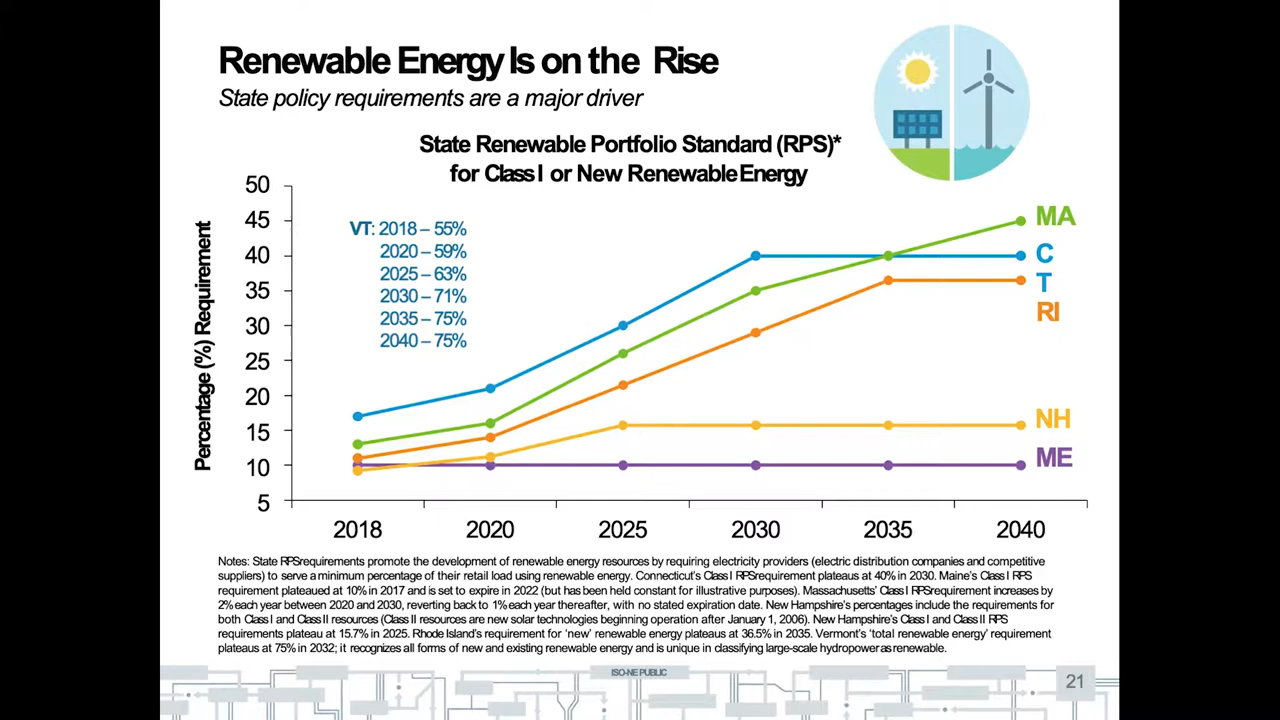 Renewable Energy Is on the Rise
State policy requirements are a major driver
State Renewable Portfolio Standard (RPS)*
for Class I or New Renewable Energy
Percentage (%) Requirement
50
45
40
35
30
25
20
15
10
5
VT: 2018 – 55%
2020 – 59%
2025 – 63%
2030 – 71%
2035 – 75%
2040 – 75%
MA
C
T
RI
NH
ME
2018 2020 2025 2030 2035 2040
Notes: State RPS requirements promote the development of renewable energy resources by requiring electricity providers (electric distribution companies and competitive
suppliers) to serve a minimum percentage of their retail load using renewable energy. Connecticut's Class I RPS requirement plateaus at 40% in 2030. Maine's Class I RPS
requirement plateaued at 10% in 2017 and is set to expire in 2022 (but has been held constant for illustrative purposes). Massachusetts' Class I RPS requirement increases by
2% each year between 2020 and 2030, reverting back to 1% each year thereafter, with no stated expiration date. New Hampshire's percentages include the requirements for
both Class I and Class II resources (Class II resources are new solar technologies beginning operation after January 1, 2006). New Hampshire's Class I and Class II RPS
requirements plateau at 15.7% in 2025. Rhode Island's requirement for 'new' renewable energy plateaus at 36.5% in 2035. Vermont's 'total renewable energy' requirement
plateaus at 75% in 2032; it recognizes all forms of new and existing renewable energy and is unique in classifying large-scale hydropower as renewable.
ISO-NE PUBLIC
21